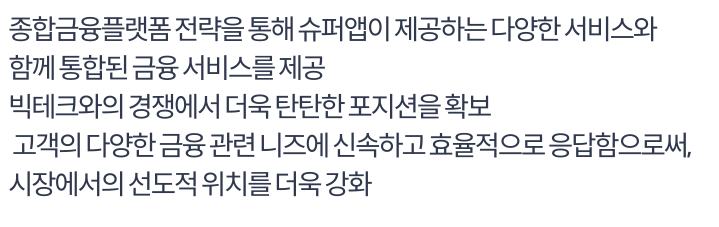 종합금융플랫폼 전략을 통해 슈퍼앱이 제공하는 다양한 서비스와
함께 통합된 금융 서비스를 제공
빅테크와의 경쟁에서 더욱 탄탄한 포지션을 확보
고객의 다양한 금융 관련 니즈에 신속하고 효율적으로 응답함으로써,
시장에서의 선도적 위치를 더욱 강화